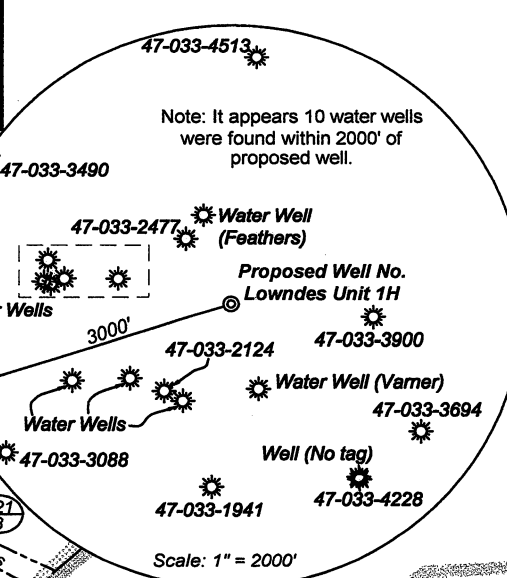 47-033-4513
Note: It appears 10 water wells
were found within 2000' of
proposed well.
47-033-3490
47-033-2477
Water Well
(Feathers)
Proposed Well No.
Lowndes Unit 1H
Wells
3000'
47-033-3900
47-033-2124
Water Well (Varner)
47-033-3694
Water Wells
Well (No tag)
47-033-3088
47-033-4228
47-033-1941
Scale: 1" = 2000'